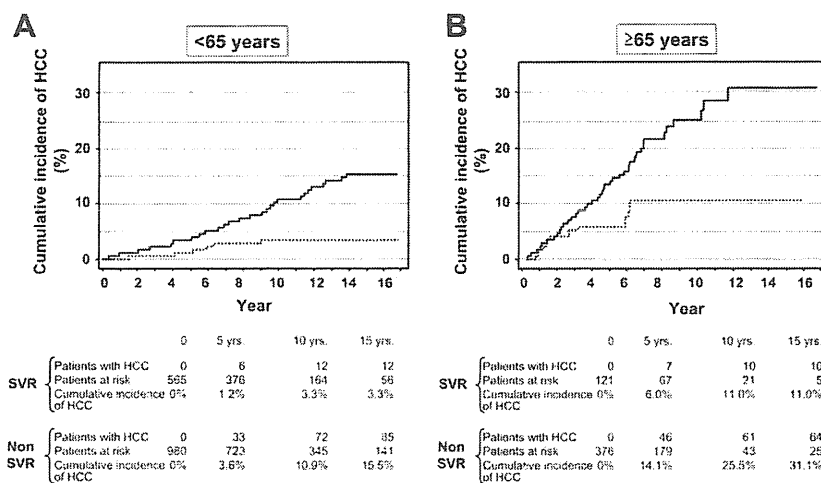 A
<65 years
Cumulative incidence of HCC (%)
30
20
10
0
0 2 4 6 8 10 12 14 16
Year
0 5 yrs. 10 yrs. 15 yrs.
SVR
Patients with HCC 0 6 12 12
Patients at risk 565 376 164 56
Cumulative incidence of HCC 0% 1.2% 3.3% 3.3%
Non SVR
Patients with HCC 0 33 72 85
Patients at risk 980 723 345 141
Cumulative incidence of HCC 0% 3.6% 10.9% 15.5%
B
≥65 years
Cumulative incidence of HCC (%)
30
20
10
0
0 2 4 6 8 10 12 14 16
Year
0 5 yrs. 10 yrs. 15 yrs.
SVR
Patients with HCC 0 7 10 10
Patients at risk 121 67 21 5
Cumulative incidence of HCC 0% 6.0% 11.0% 11.0%
Non SVR
Patients with HCC 0 46 61 64
Patients at risk 376 179 43 25
Cumulative incidence of HCC 0% 14.1% 25.5% 31.1%